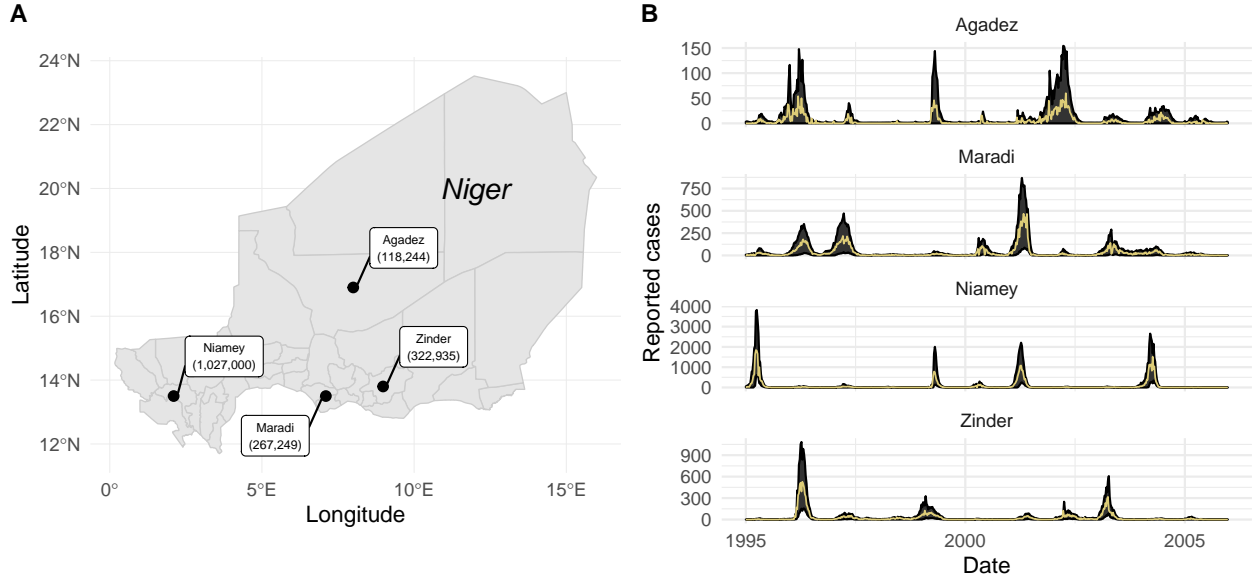 A
24°N
22°N
20°N
18°N
16°N
14°N
12°N
Latitude
Niger
Agadez
(118,244)
Zinder
(322,935)
Niamey
(1,027,000)
Maradi
(267,249)
0°
5°E
10°E
15°E
Longitude
B
Reported cases
Agadez
150
100
50
0
Maradi
750
500
250
0
Niamey
4000
3000
2000
1000
0
Zinder
900
600
300
0
1995
2000
2005
Date